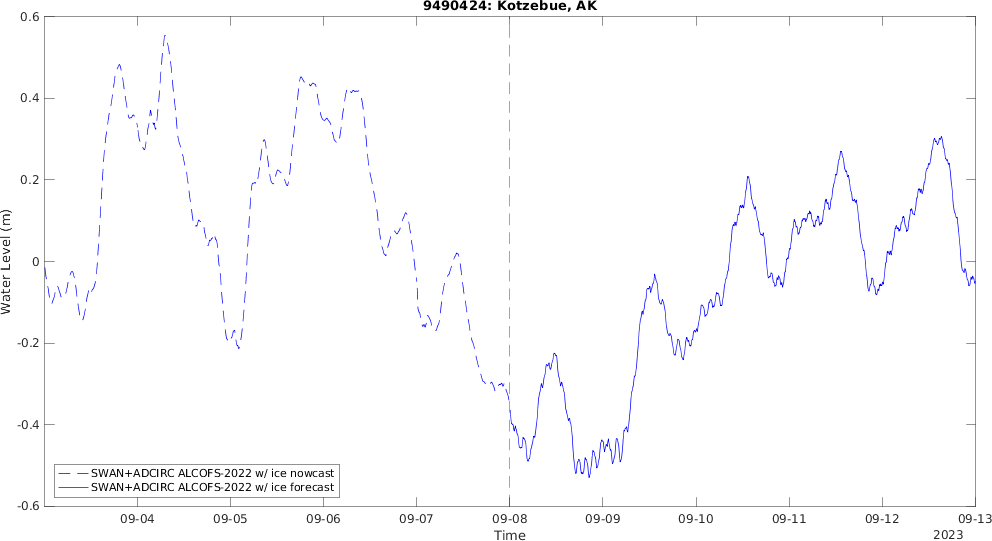 9490424: Kotzebue, AK
0.6
0.4
0.2
0
-0.2
-0.4
-0.6
Water Level (m)
SWAN+ADCIRC ALCOFS-2022 w/ ice nowcast
SWAN+ADCIRC ALCOFS-2022 w/ ice forecast
09-04 09-05 09-06 09-07 09-08 09-09 09-10 09-11 09-12 09-13
Time
2023